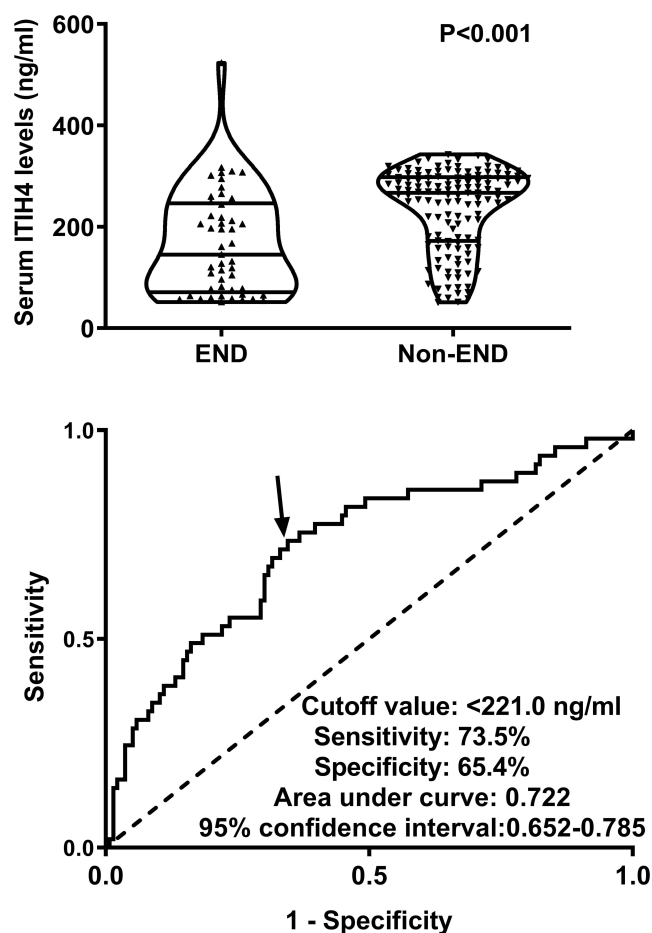 Serum ITIH4 levels (ng/ml)
600
400
200
0
P<0.001
END
Non-END
Sensitivity
1.0
0.5
0.0
Cutoff value: <221.0 ng/ml
Sensitivity: 73.5%
Specificity: 65.4%
Area under curve: 0.722
95% confidence interval:0.652-0.785
0.0
0.5
1.0
1 - Specificity